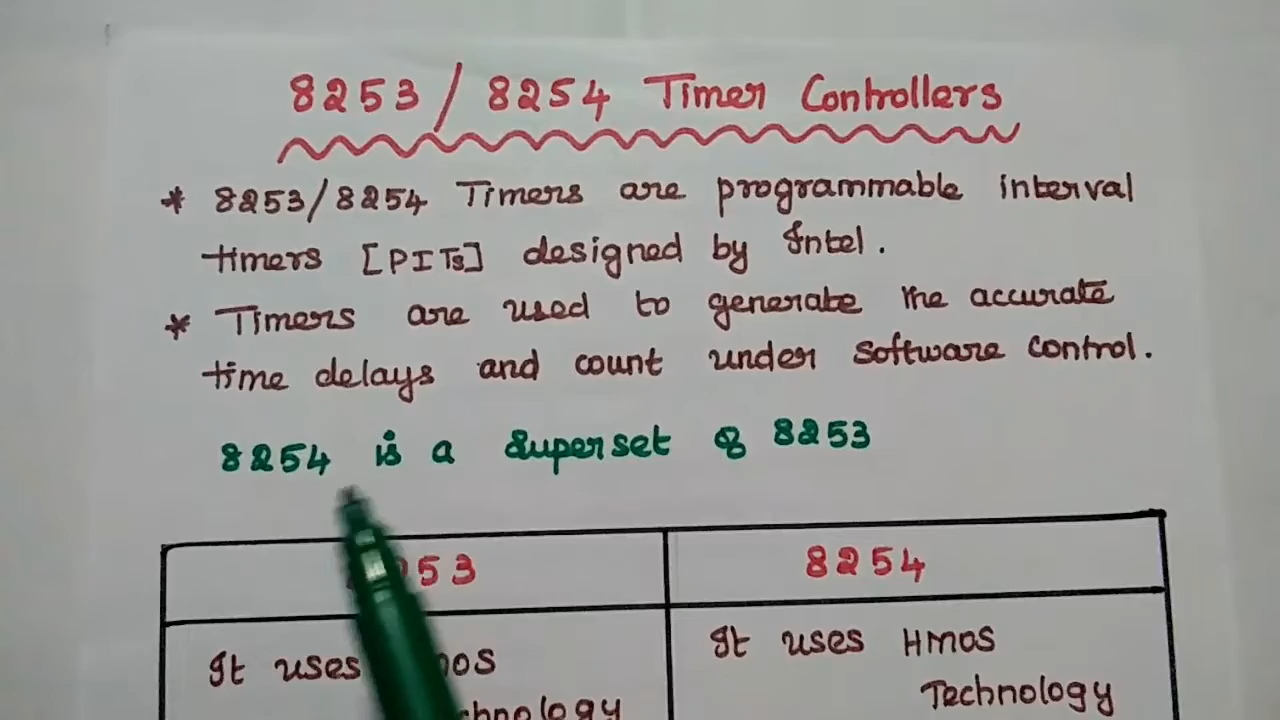 8253/8254 Timer Controllers
* 8253/8254 Timers are programmable interval
timers [PITs] designed by Intel.
* Timers are used to generate the accurate
time delays and count under software control.
8254 is a superset of 8253
53 8254
It uses
It uses HMOS
Technology